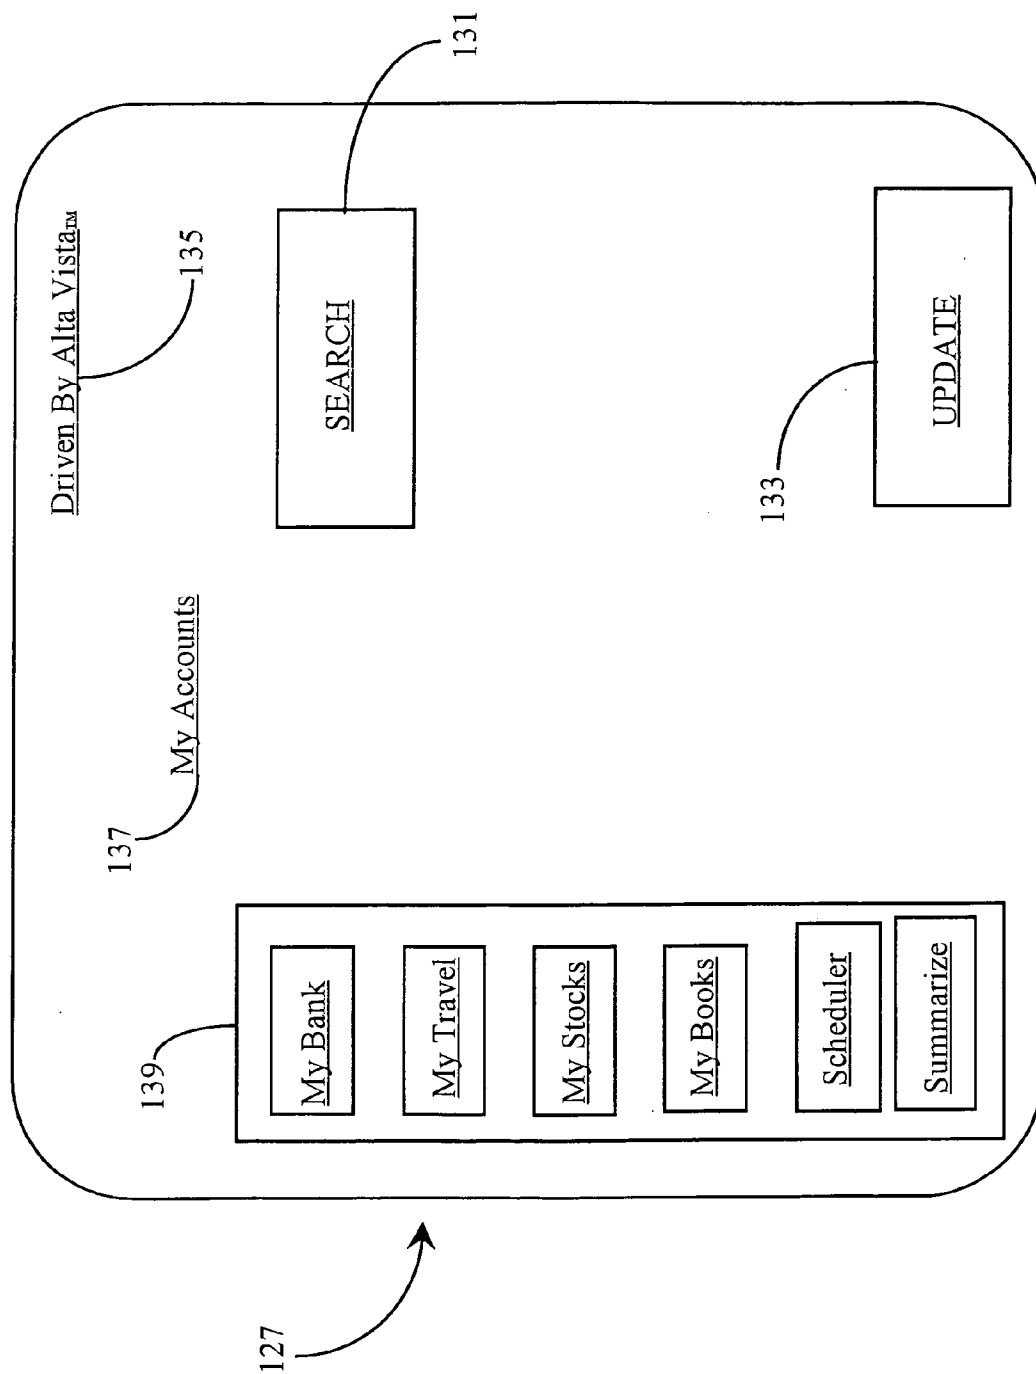 Driven By Alta Vista™
135
131
My Accounts
137
139
SEARCH
My Bank
My Travel
My Stocks
My Books
Scheduler
Summarize
133
UPDATE
127